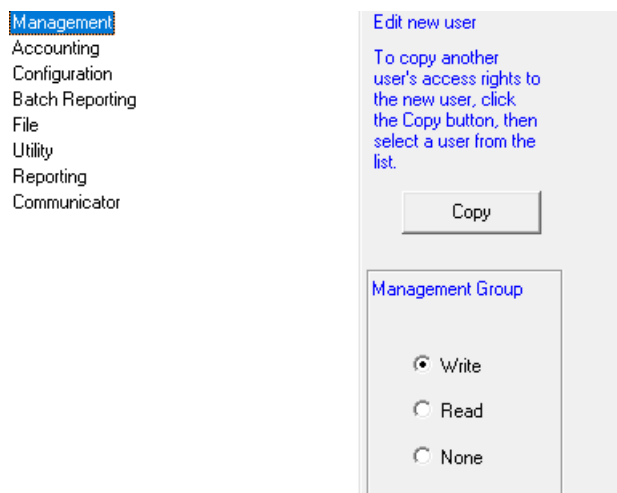 Management
Accounting
Configuration
Batch Reporting
File
Utility
Reporting
Communicator
Edit new user
To copy another
user's access rights to
the new user, click
the Copy button, then
select a user from the
list.
Copy
Management Group
Write
Read
None